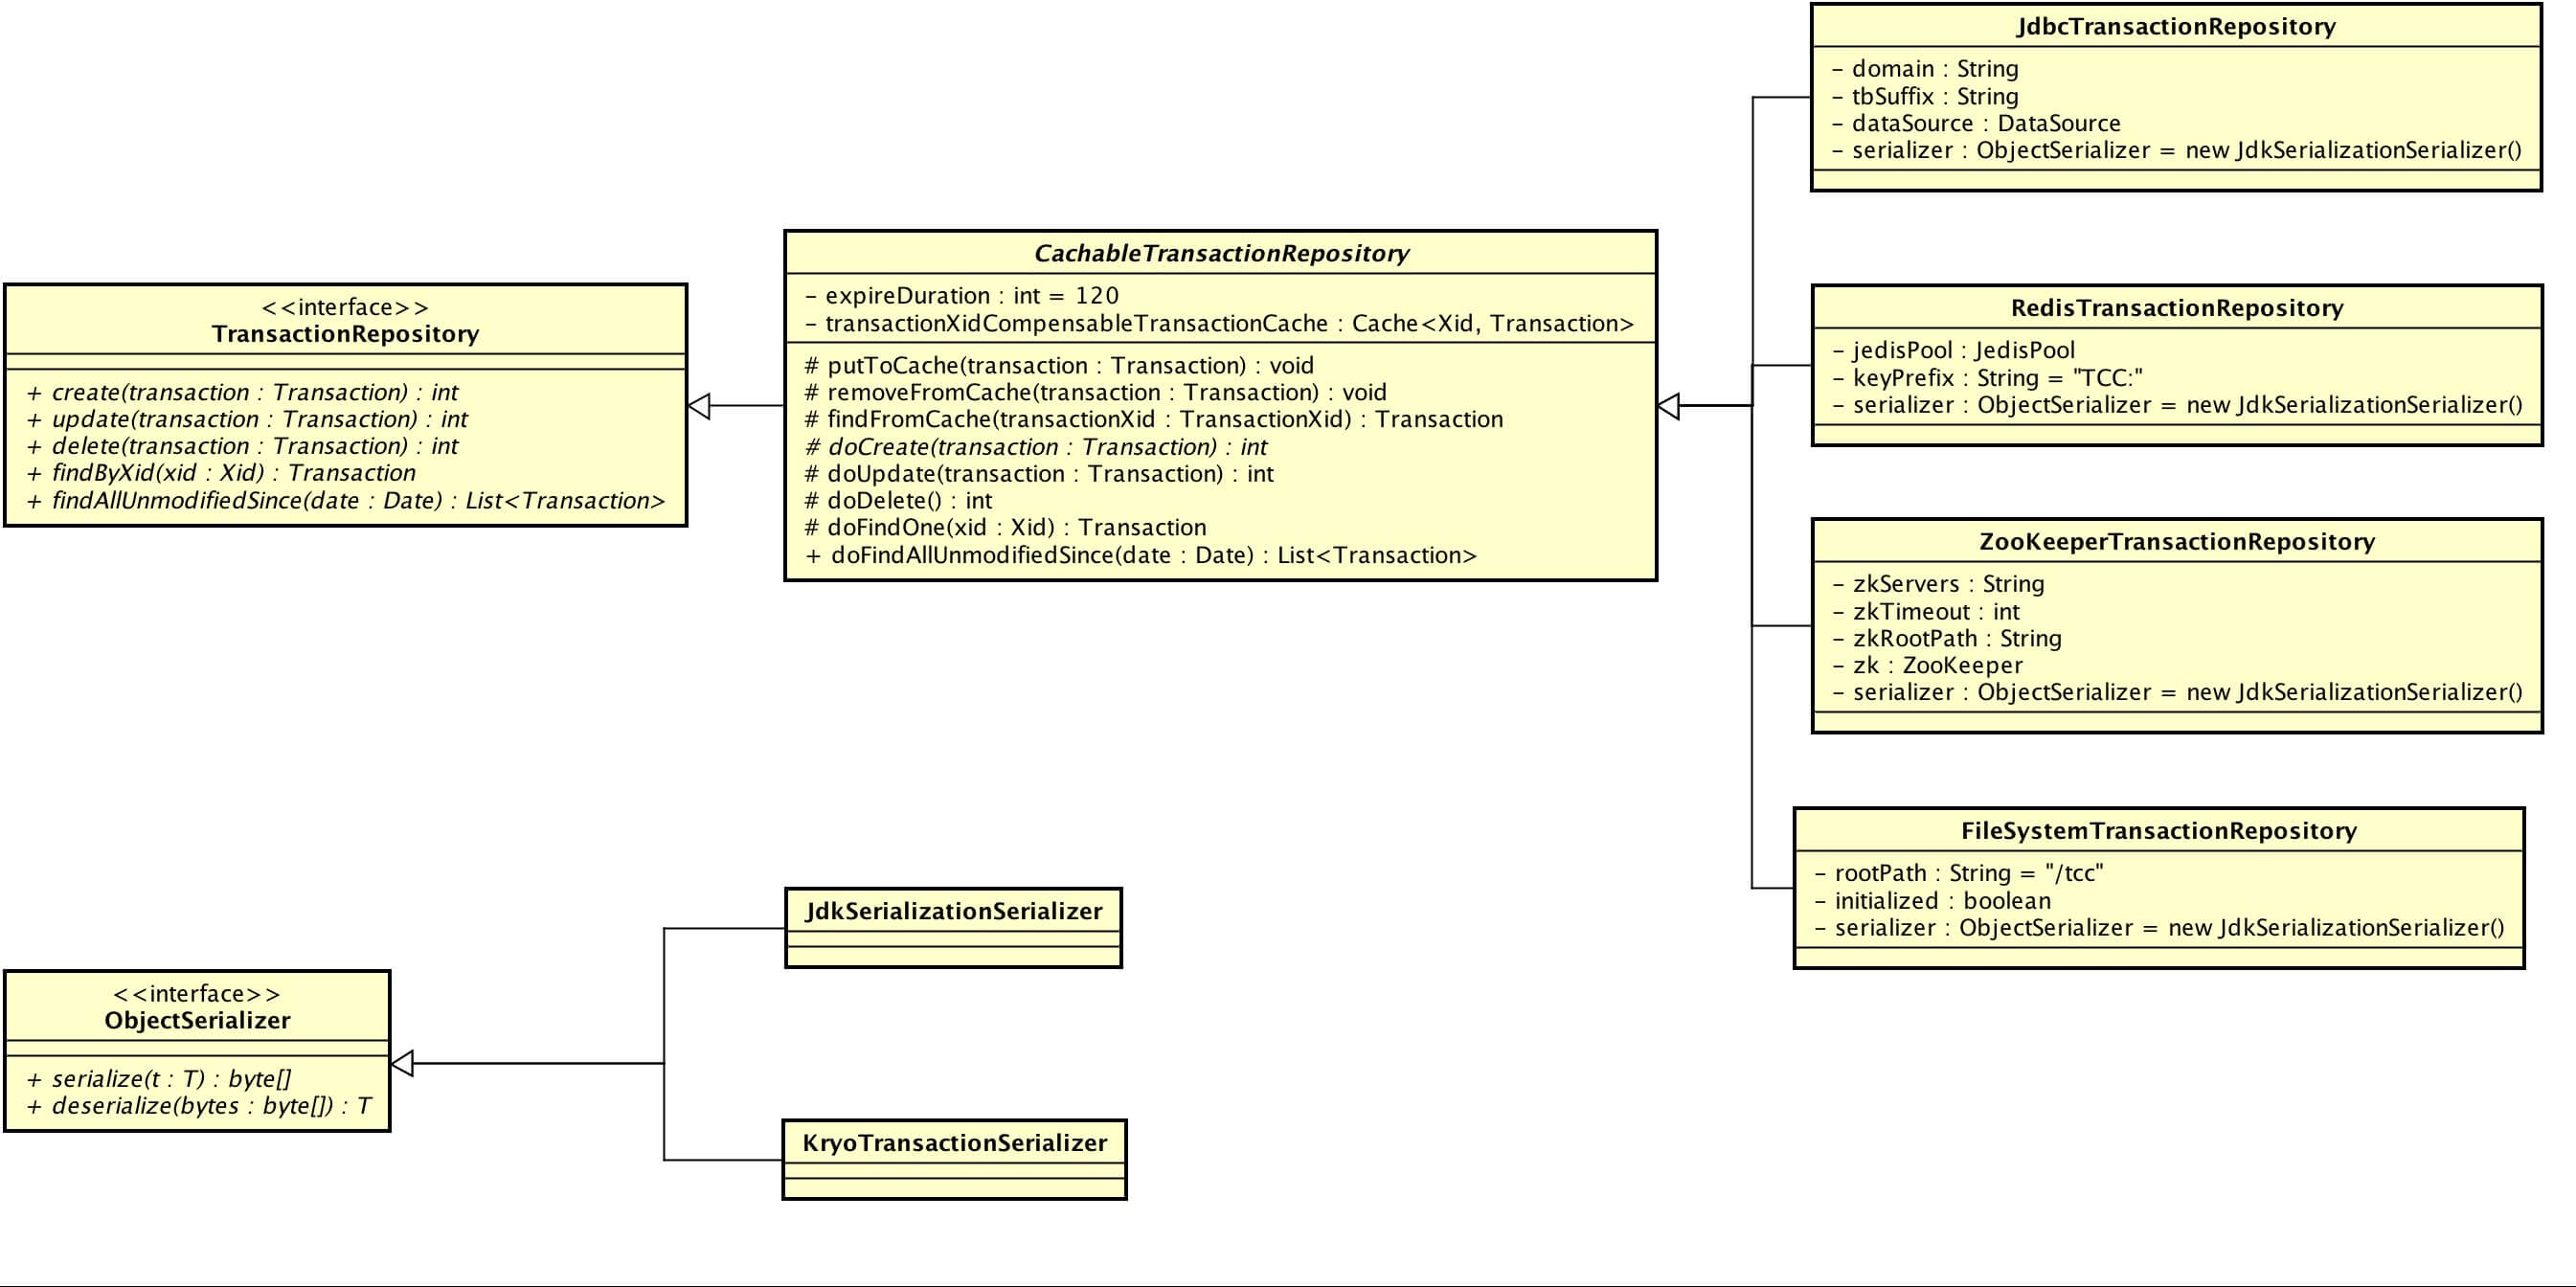 JdbcTransactionRepository
- domain : String
- tbSuffix : String
- dataSource : DataSource
- serializer : ObjectSerializer = new JdkSerializationSerializer()
CachableTransactionRepository
- expireDuration : int = 120
- transactionXidCompensableTransactionCache : Cache<Xid, Transaction>
# putToCache(transaction : Transaction) : void
# removeFromCache(transaction : Transaction) : void
# findFromCache(transactionXid : TransactionXid) : Transaction
# doCreate(transaction : Transaction) : int
# doUpdate(transaction : Transaction) : int
# doDelete() : int
# doFindOne(xid : Xid) : Transaction
+ doFindAllUnmodifiedSince(date : Date) : List<Transaction>
<<interface>>
TransactionRepository
+ create(transaction : Transaction) : int
+ update(transaction : Transaction) : int
+ delete(transaction : Transaction) : int
+ findByXid(xid : Xid) : Transaction
+ findAllUnmodifiedSince(date : Date) : List<Transaction>
RedisTransactionRepository
- jedisPool : JedisPool
- keyPrefix : String = "TCC:"
- serializer : ObjectSerializer = new JdkSerializationSerializer()
ZooKeeperTransactionRepository
- zkServers : String
- zkTimeout : int
- zkRootPath : String
- zk : ZooKeeper
- serializer : ObjectSerializer = new JdkSerializationSerializer()
FileSystemTransactionRepository
- rootPath : String = "/tcc"
- initialized : boolean
- serializer : ObjectSerializer = new JdkSerializationSerializer()
JdkSerializationSerializer
<<interface>>
ObjectSerializer
+ serialize(t : T) : byte[]
+ deserialize(bytes : byte[]) : T
KryoTransactionSerializer